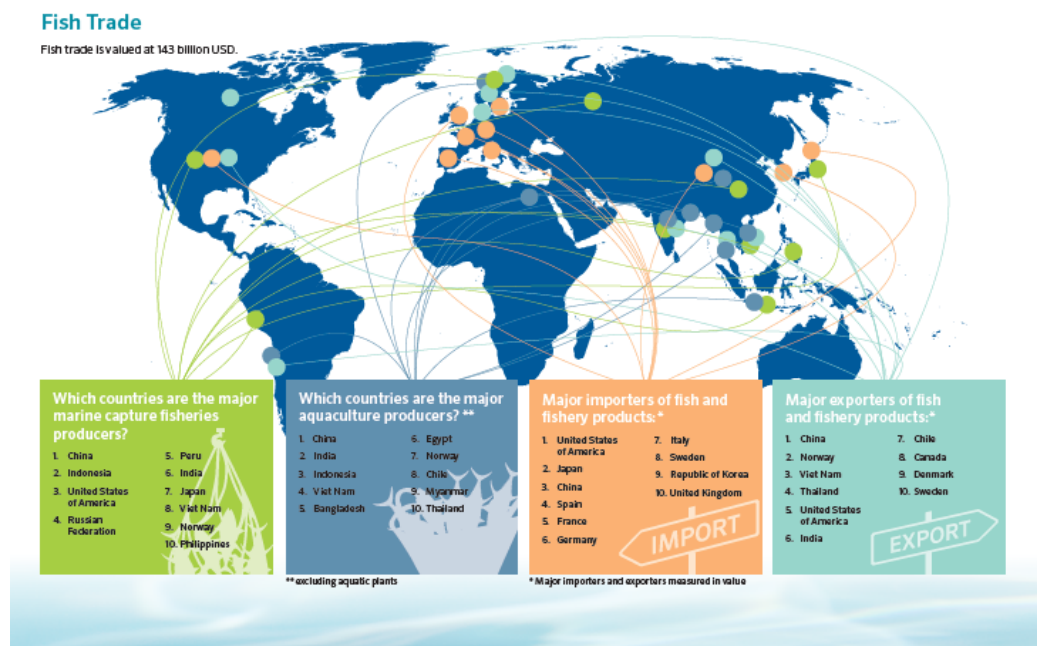 Fish Trade
Fish trade is valued at 143 billion USD.
Which countries are the major
marine capture fisheries
producers?
1. China
2. Indonesia
3. United States
of America
4. Russian
Federation
5. Peru
6. India
7. Japan
8. Viet Nam
9. Norway
10. Philippines
Which countries are the major
aquaculture producers? **
1. China
2. India
3. Indonesia
4. Viet Nam
5. Bangladesh
6. Egypt
7. Norway
8. Chile
9. Myanmar
10. Thailand
Major importers of fish and
fishery products:*
1. United States
of America
2. Japan
3. China
4. Spain
5. France
6. Germany
7. Italy
8. Sweden
9. Republic of Korea
10. United Kingdom
IMPORT
Major exporters of fish
and fishery products:*
1. China
2. Norway
3. Viet Nam
4. Thailand
5. United States
of America
6. India
7. Chile
8. Canada
9. Denmark
10. Sweden
EXPORT
** excluding aquatic plants
* Major importers and exporters measured in value